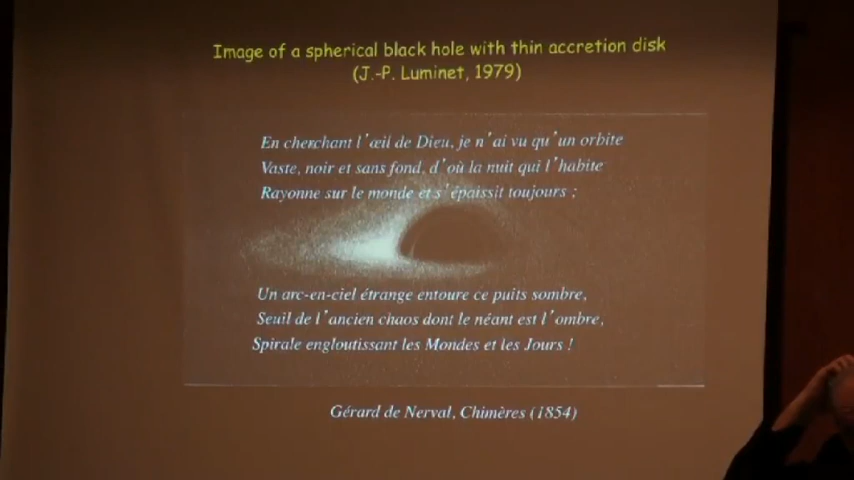 Image of a spherical black hole with thin accretion disk
(J.-P. Luminet, 1979)
En cherchant l'œil de Dieu, je n'ai vu qu'un orbite
Vaste, noir et sans fond, d'où la nuit qui l'habite
Rayonne sur le monde et s'épaissit toujours ;
Un arc-en-ciel étrange entoure ce puits sombre,
Seuil de l'ancien chaos dont le néant est l'ombre,
Spirale engloutissant les Mondes et les Jours !
Gérard de Nerval, Chimères (1854)